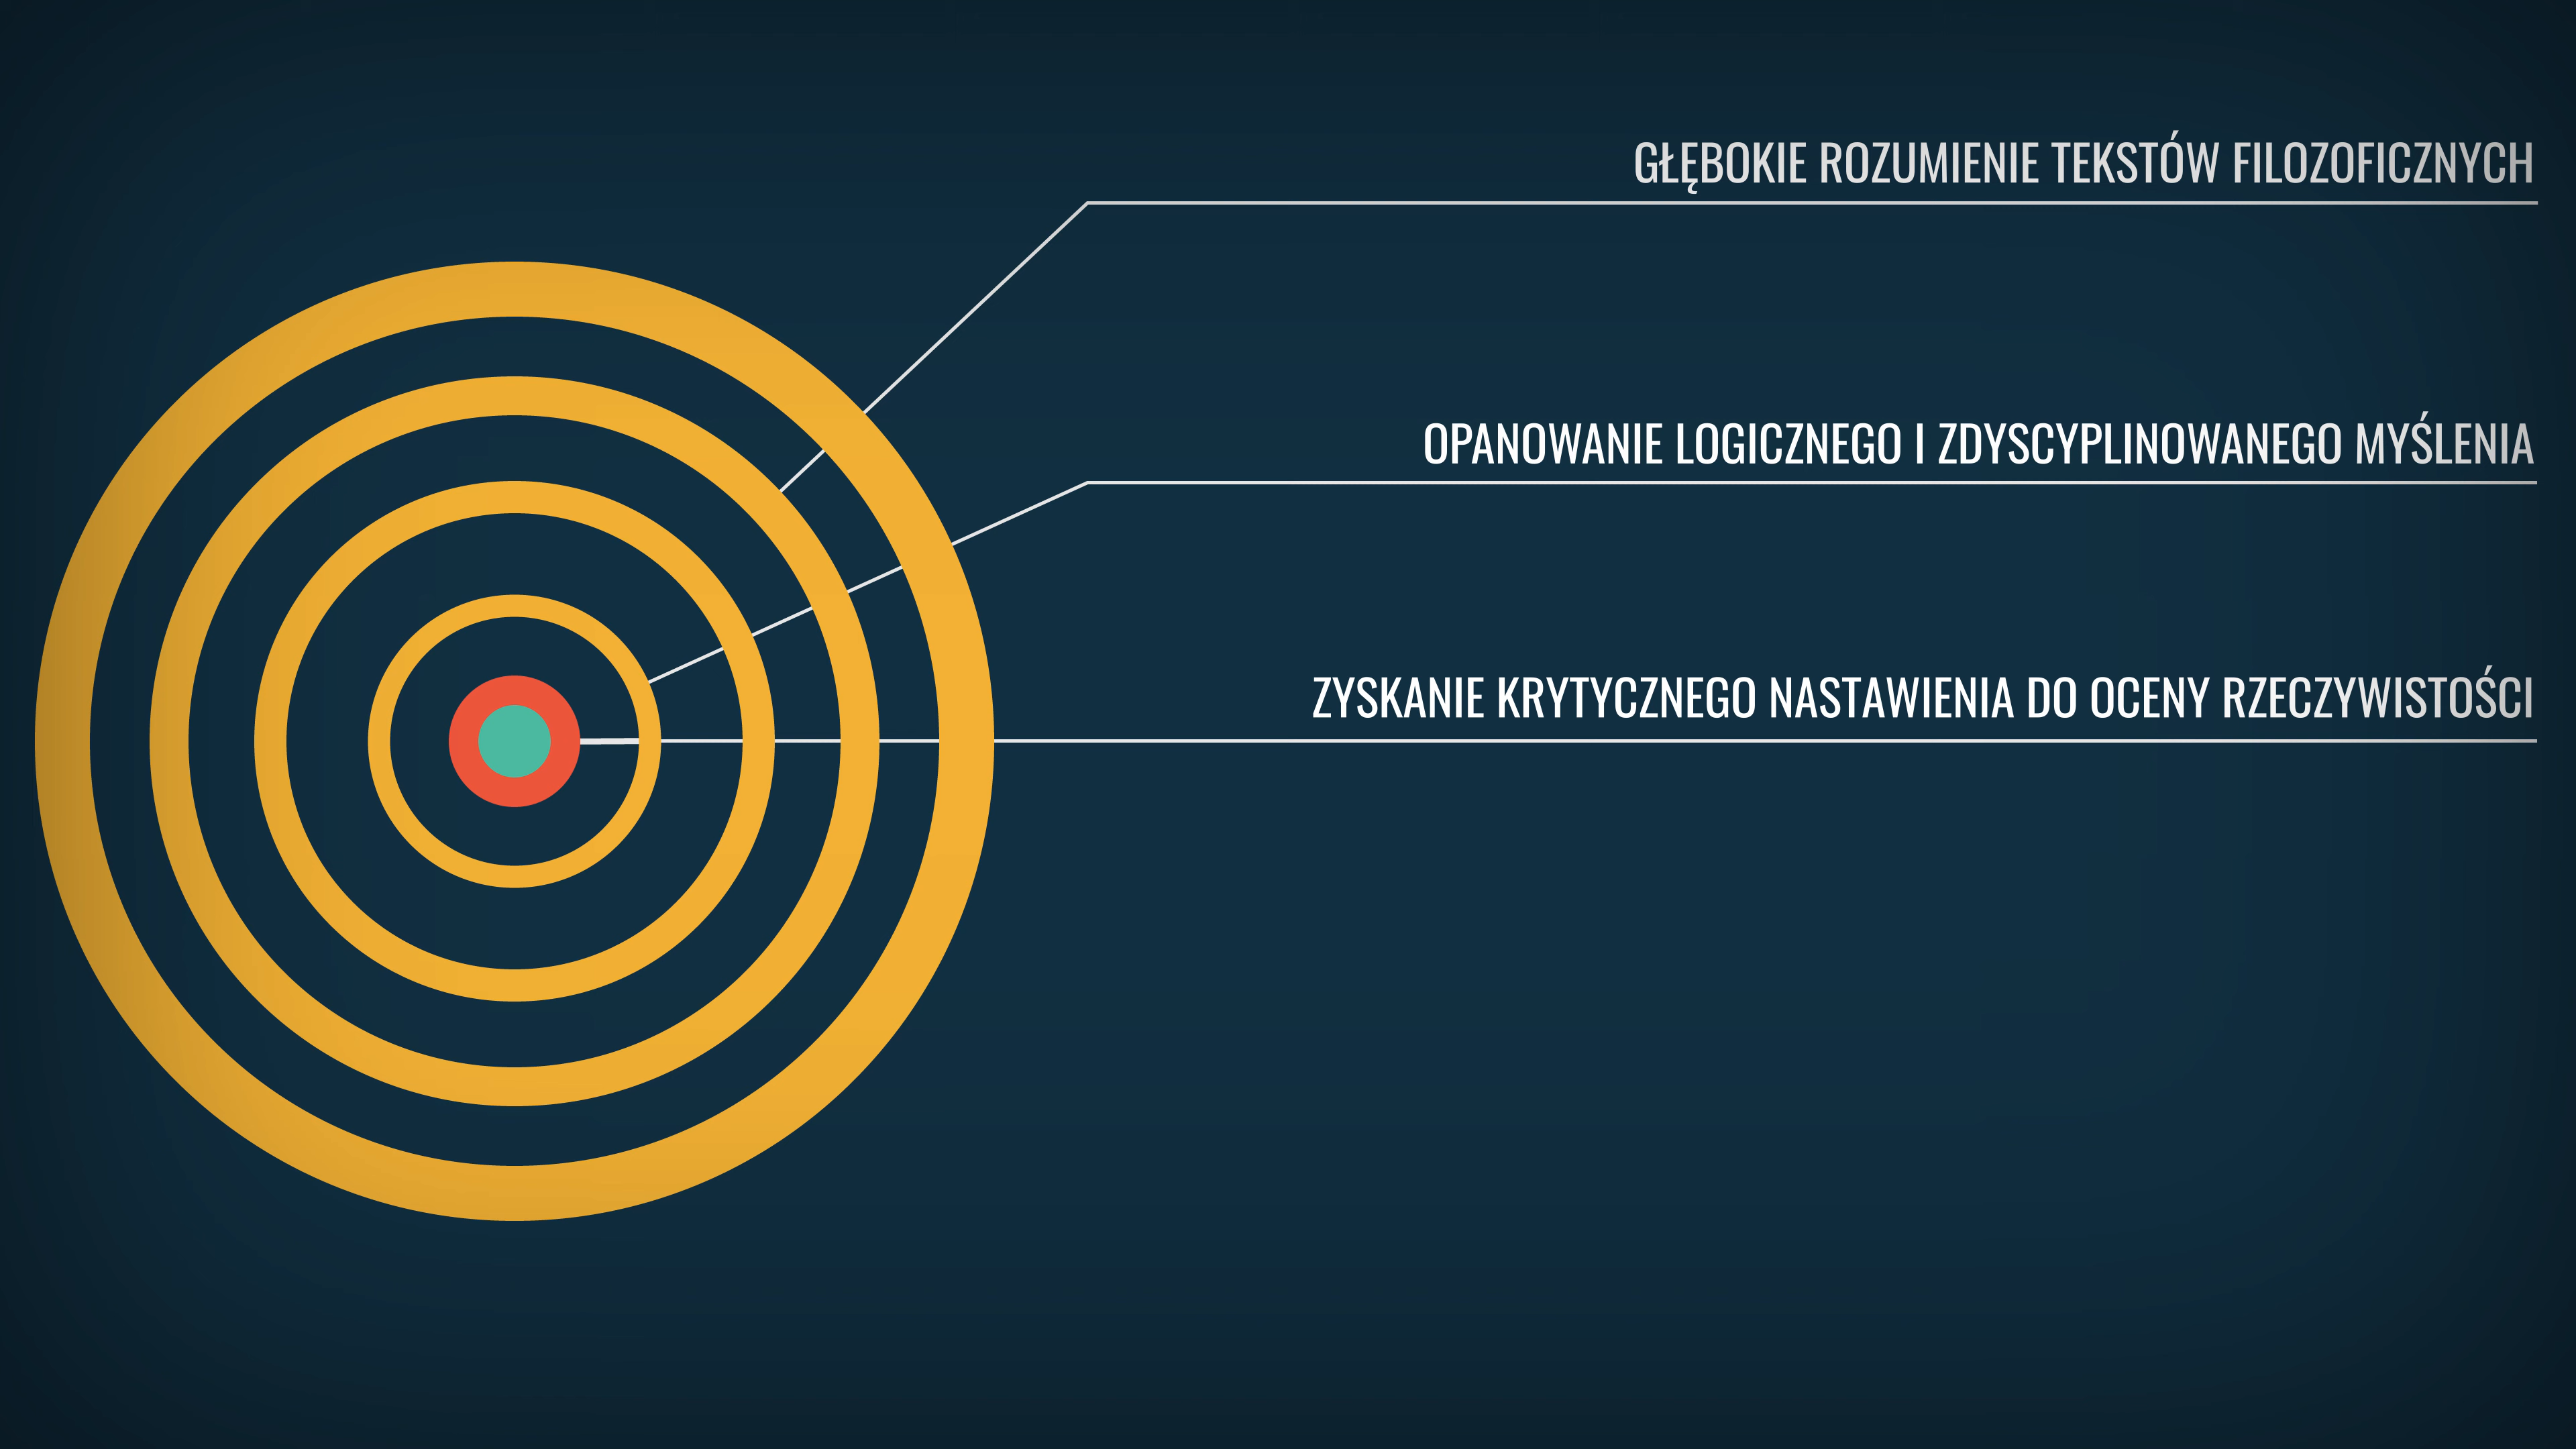 GŁĘBOKIE ROZUMIENIE TEKSTÓW FILOZOFICZNYCH
OPANOWANIE LOGICZNEGO I ZDYSCYPLINOWANEGO MYŚLENIA
ZYSKANIE KRYTYCZNEGO NASTAWIENIA DO OCENY RZECZYWISTOŚCI